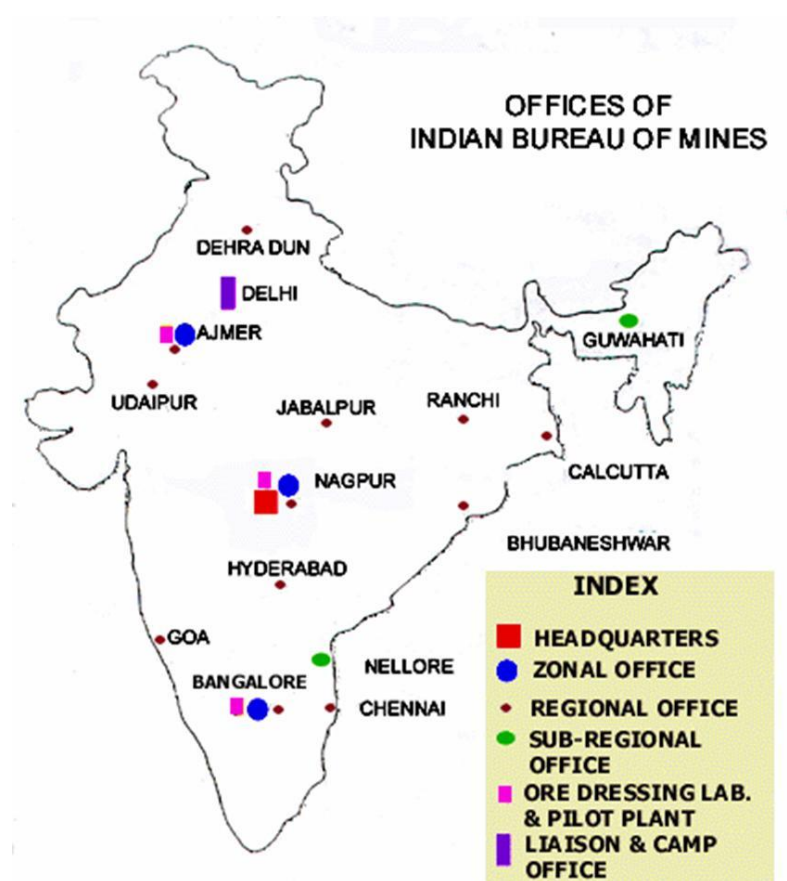 OFFICES OF
INDIAN BUREAU OF MINES
DEHRA DUN
DELHI
AJMER
GUWAHATI
UDAIPUR
JABALPUR
RANCHI
NAGPUR
CALCUTTA
BHUBANESHWAR
HYDERABAD
GOA
NELLORE
BANGALORE
CHENNAI
INDEX
HEADQUARTERS
ZONAL OFFICE
REGIONAL OFFICE
SUB-REGIONAL
OFFICE
ORE DRESSING LAB.
& PILOT PLANT
LIAISON & CAMP
OFFICE